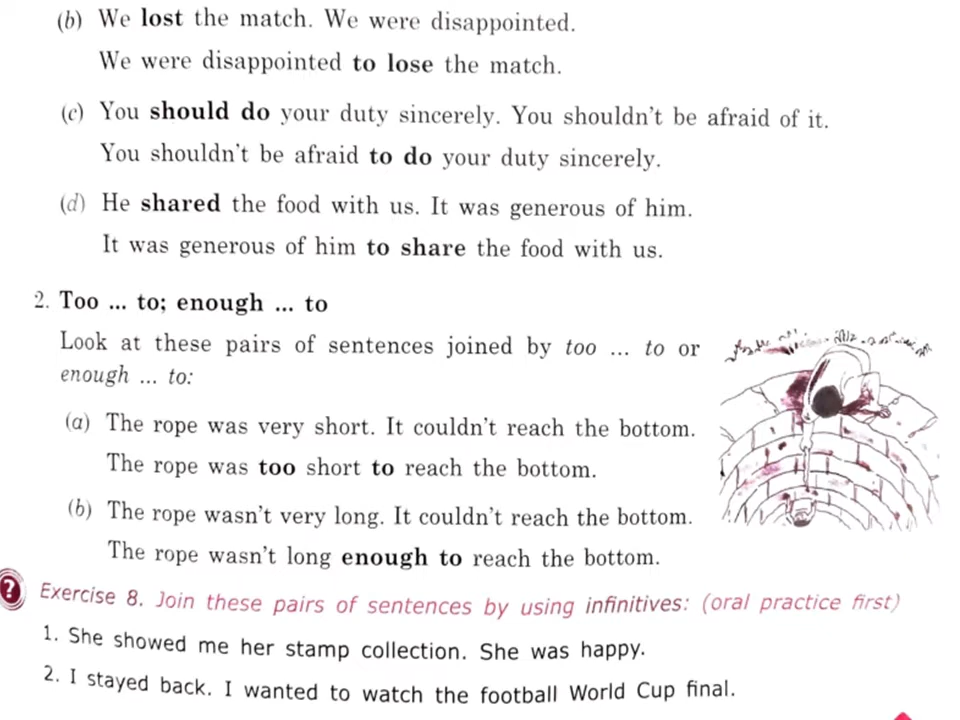 (b) We lost the match. We were disappointed.
We were disappointed to lose the match.
(c) You should do your duty sincerely. You shouldn't be afraid of it.
You shouldn't be afraid to do your duty sincerely.
(d) He shared the food with us. It was generous of him.
It was generous of him to share the food with us.
2. Too ... to; enough ... to
Look at these pairs of sentences joined by too ... to or
enough ... to:
(a) The rope was very short. It couldn't reach the bottom.
The rope was too short to reach the bottom.
(b) The rope wasn't very long. It couldn't reach the bottom.
The rope wasn't long enough to reach the bottom.
? Exercise 8. Join these pairs of sentences by using infinitives: (oral practice first)
1. She showed me her stamp collection. She was happy.
2. I stayed back. I wanted to watch the football World Cup final.